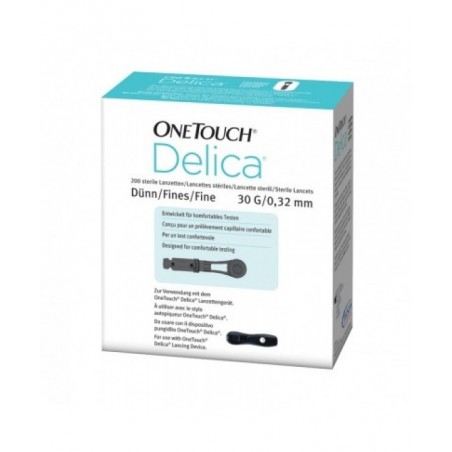 ONETOUCH®
Delica®
200 sterile Lanzetten/Lancettes stériles/Lancette sterili/Sterile Lancets
Dünn/Fines/Fine 30 G/0,32 mm
Entwickelt für komfortables Testen
Conçu pour un prélèvement capillaire confortable
Per un test confortevole
Designed for comfortable testing
Zur Verwendung mit dem
OneTouch® Delica® Lanzettengerät.
À utiliser avec le stylo
autopiqueur OneTouch® Delica®.
Da usare con il dispositivo
pungidito OneTouch® Delica®.
For use with OneTouch®
Delica® Lancing Device.
ONETOUCH®
Delica